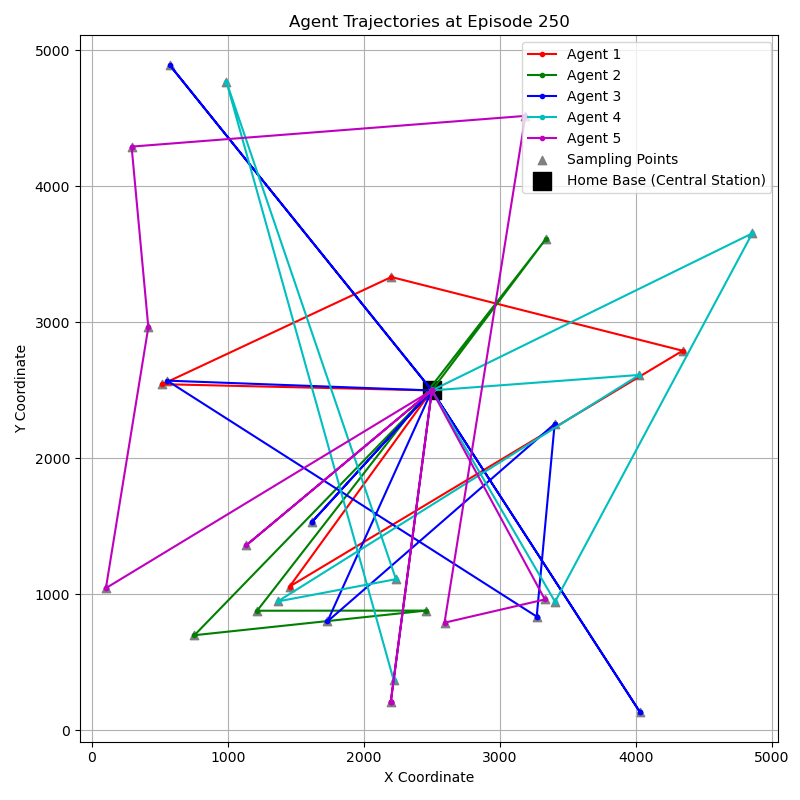 Agent Trajectories at Episode 250
5000
4000
3000
2000
1000
0
Y Coordinate
Agent 1
Agent 2
Agent 3
Agent 4
Agent 5
Sampling Points
Home Base (Central Station)
0 1000 2000 3000 4000 5000
X Coordinate